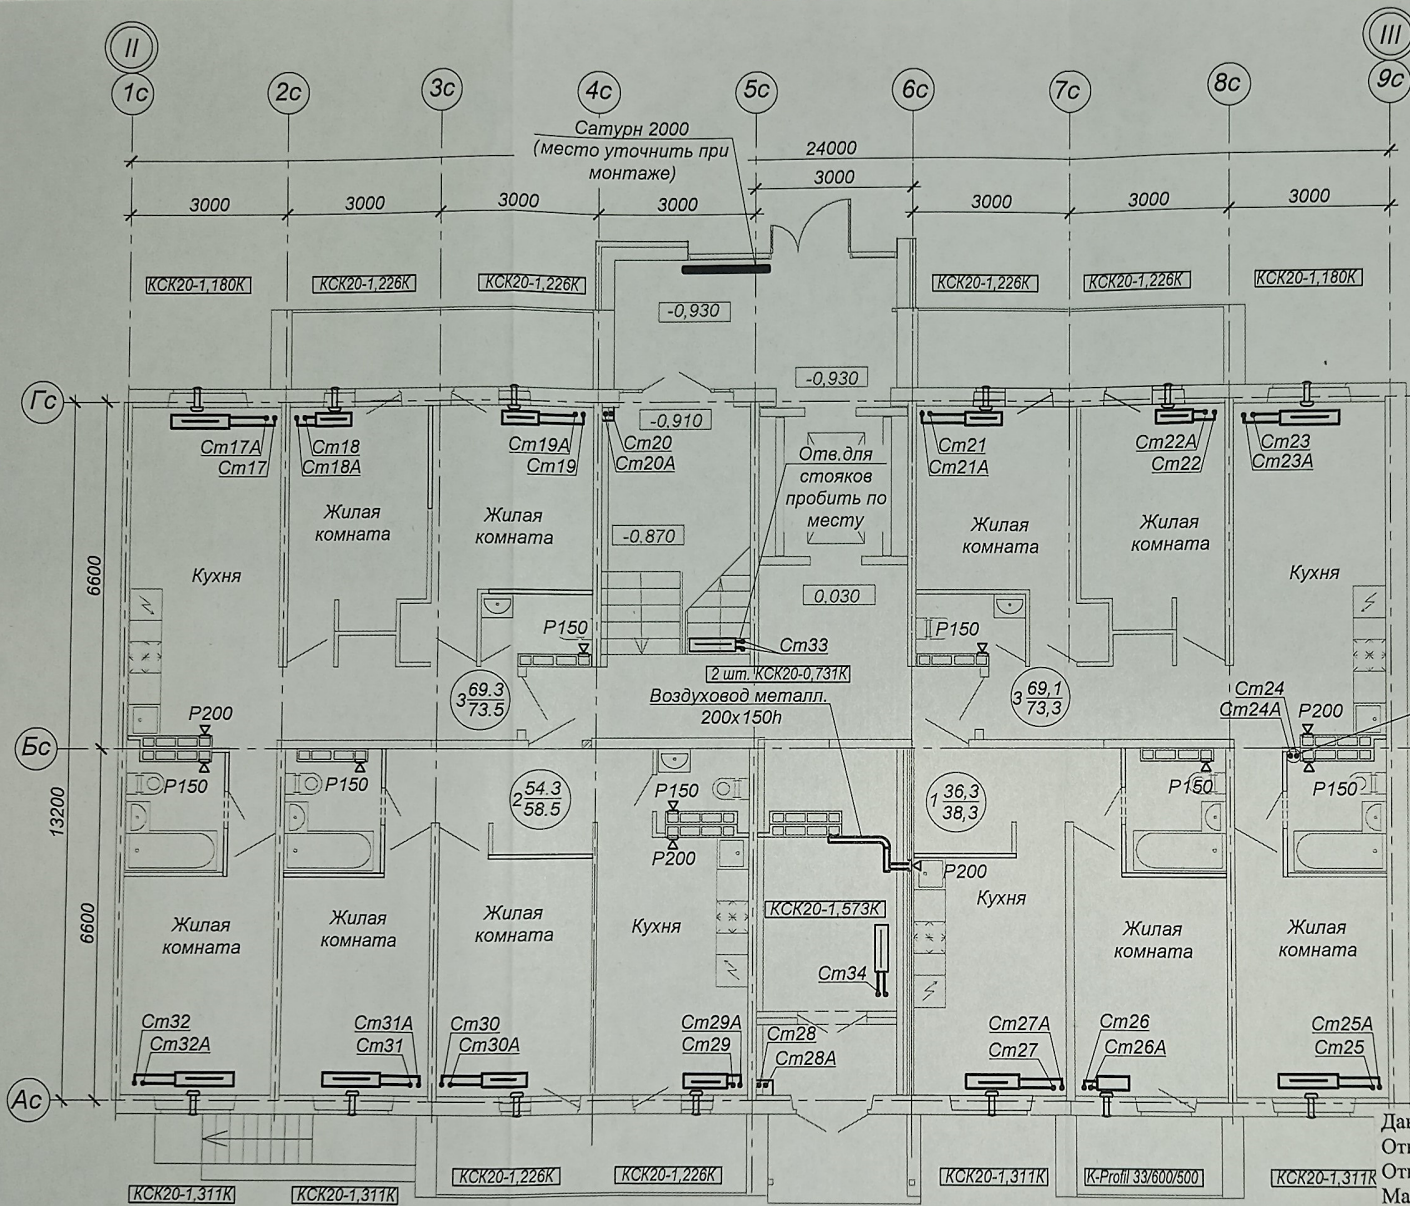 II
III
1с
2с
3с
4с
5с
6с
7с
8с
9с
Сатурн 2000
(место уточнить при
монтаже)
24000
3000
3000
3000
3000
3000
3000
3000
3000
КСК20-1,180К
КСК20-1,226К
КСК20-1,226К
КСК20-1,226К
КСК20-1,226К
КСК20-1,180К
-0,930
-0,930
Гс
-0,910
Ст17А
Ст17
Ст18
Ст18А
Ст19А
Ст19
Ст20
Ст20А
Отв.для
стояков
пробить по
месту
Ст21
Ст21А
Ст22А
Ст22
Ст23
Ст23А
Жилая
комната
Жилая
комната
-0.870
Жилая
комната
Жилая
комната
Кухня
Кухня
6600
0,030
Р150
Р150
Ст33
2 шт. КСК20-0,731К
3 69.3
73.5
Воздуховод металл.
200х150h
3 69,1
73,3
Ст24
Ст24А
Р200
Р200
Бс
Р150
Р150
2 54.3
58.5
Р150
1 36,3
38,3
Р150
Р150
13200
Р200
Р200
6600
Жилая
комната
Жилая
комната
Жилая
комната
Кухня
КСК20-1,573К
Кухня
Жилая
комната
Жилая
комната
Ст34
Ст32
Ст32А
Ст31А
Ст31
Ст30
Ст30А
Ст29А
Ст29
Ст28
Ст28А
Ст27А
Ст27
Ст26
Ст26А
Ст25А
Ст25
Ас
КСК20-1,311К
КСК20-1,311К
КСК20-1,226К
КСК20-1,226К
КСК20-1,311К
K-Profil 33/600/500
КСК20-1,311К